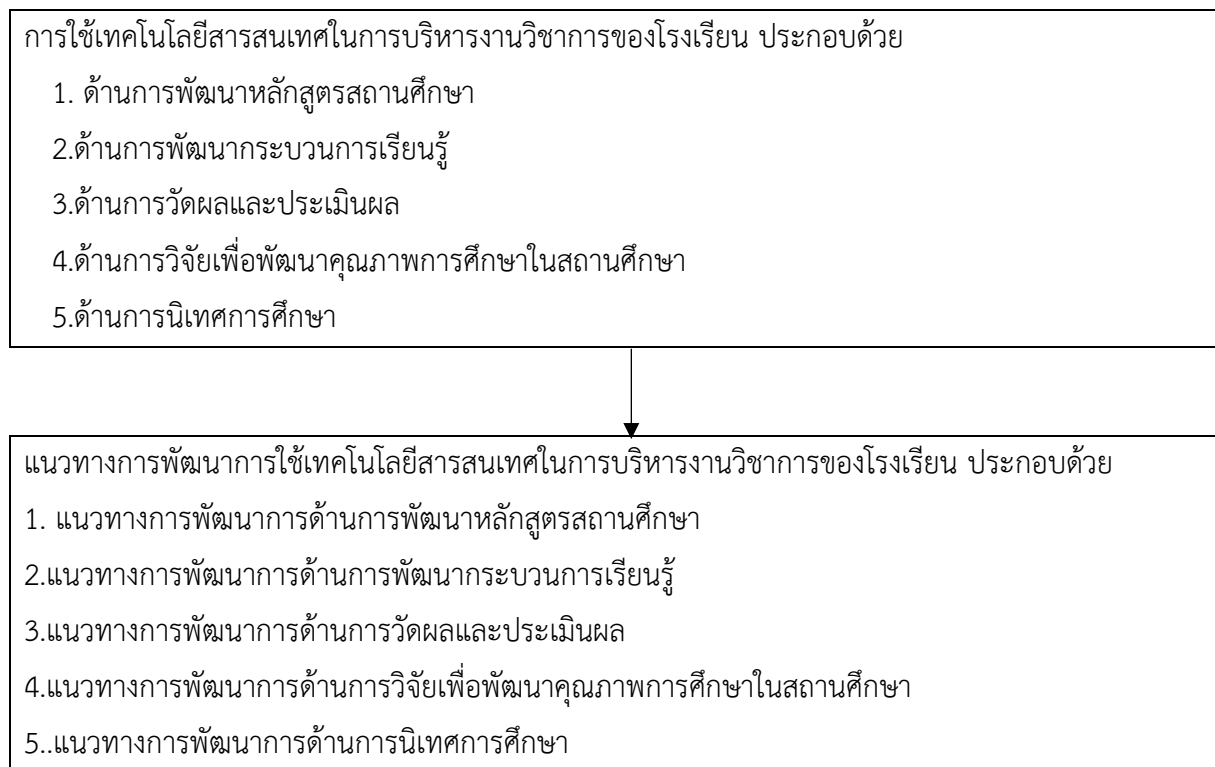 การใช้เทคโนโลยีสารสนเทศในการบริหารงานวิชาการของโรงเรียน ประกอบด้วย
1. ด้านการพัฒนาหลักสูตรสถานศึกษา
2.ด้านการพัฒนากระบวนการเรียนรู้
3.ด้านการวัดผลและประเมินผล
4.ด้านการวิจัยเพื่อพัฒนาคุณภาพการศึกษาในสถานศึกษา
5.ด้านการนิเทศการศึกษา
แนวทางการพัฒนาการใช้เทคโนโลยีสารสนเทศในการบริหารงานวิชาการของโรงเรียน ประกอบด้วย
1. แนวทางการพัฒนาการด้านการพัฒนาหลักสูตรสถานศึกษา
2.แนวทางการพัฒนาการด้านการพัฒนากระบวนการเรียนรู้
3.แนวทางการพัฒนาการด้านการวัดผลและประเมินผล
4.แนวทางการพัฒนาการด้านการวิจัยเพื่อพัฒนาคุณภาพการศึกษาในสถานศึกษา
5..แนวทางการพัฒนาการด้านการนิเทศการศึกษา